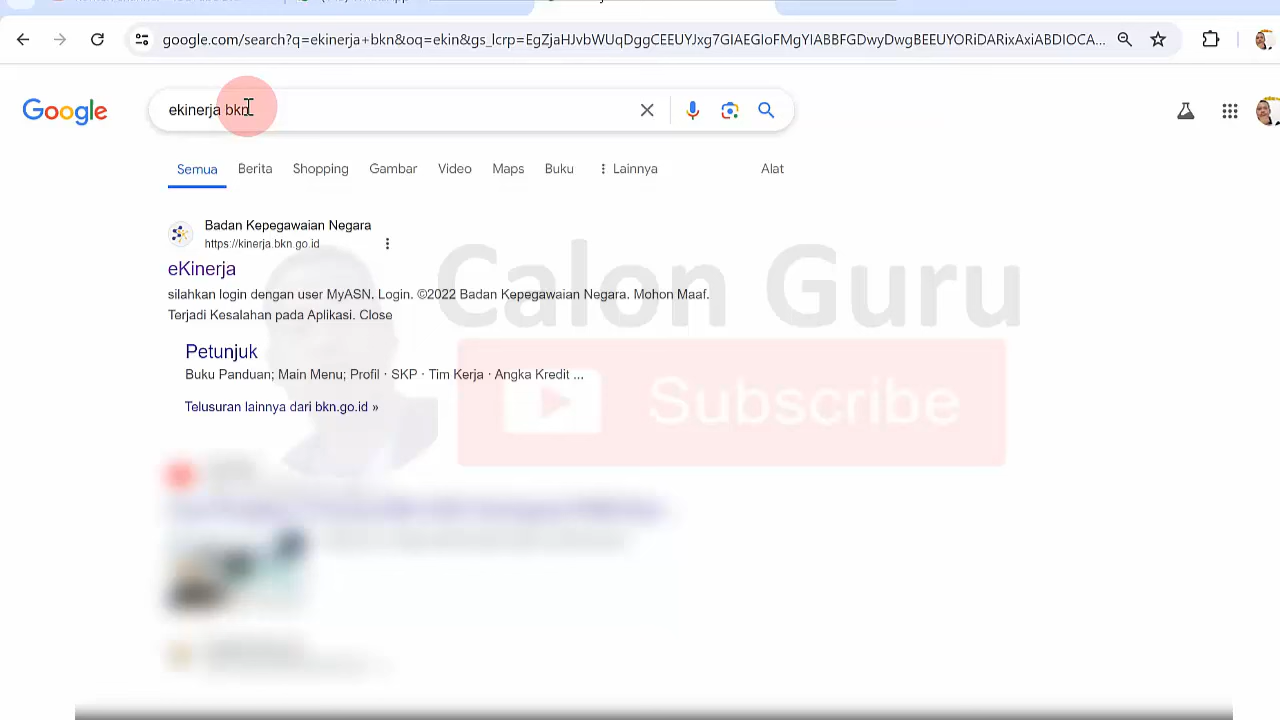 google.com/search?q=ekinerja+bkn&oq=ekin&gs_lcrp=EgZjaHJvbWUqDggCEEUYJxg7GIAEGIoFMgYIABBFGDwyDwgBEEUYORiDARixAxiABDIOCA...
Google
ekinerja bkn
Semua Berita Shopping Gambar Video Maps Buku Lainnya Alat
Badan Kepegawaian Negara
https://kinerja.bkn.go.id
eKinerja
silahkan login dengan user MyASN. Login. ©2022 Badan Kepegawaian Negara. Mohon Maaf.
Terjadi Kesalahan pada Aplikasi. Close
Calon Guru
Petunjuk
Buku Panduan; Main Menu; Profil · SKP · Tim Kerja · Angka Kredit ...
Subscribe
Telusuran lainnya dari bkn.go.id »